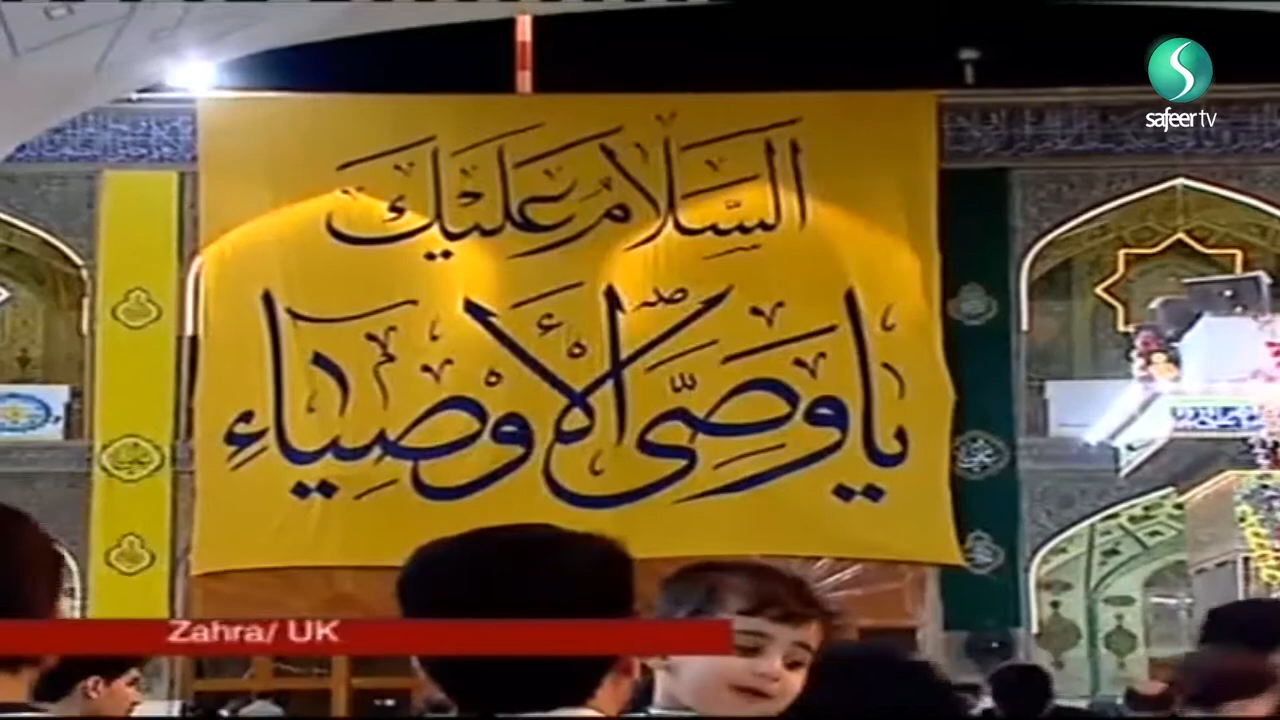 السلام عليك
يا وصي الأوصياء
safeer tv
Zahra/ UK